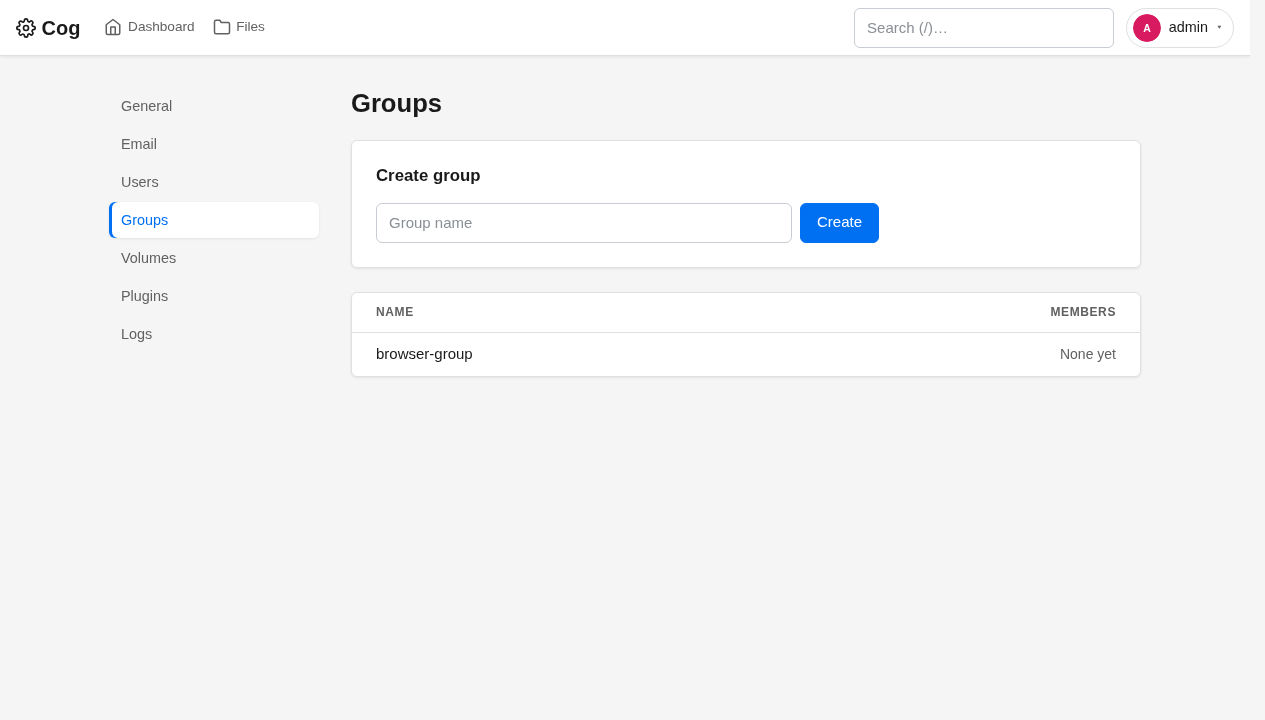 Cog
Dashboard
Files
Search (/)…
A
admin
General
Email
Users
Groups
Volumes
Plugins
Logs
Groups
Create group
Group name
Create
NAME
MEMBERS
browser-group
None yet